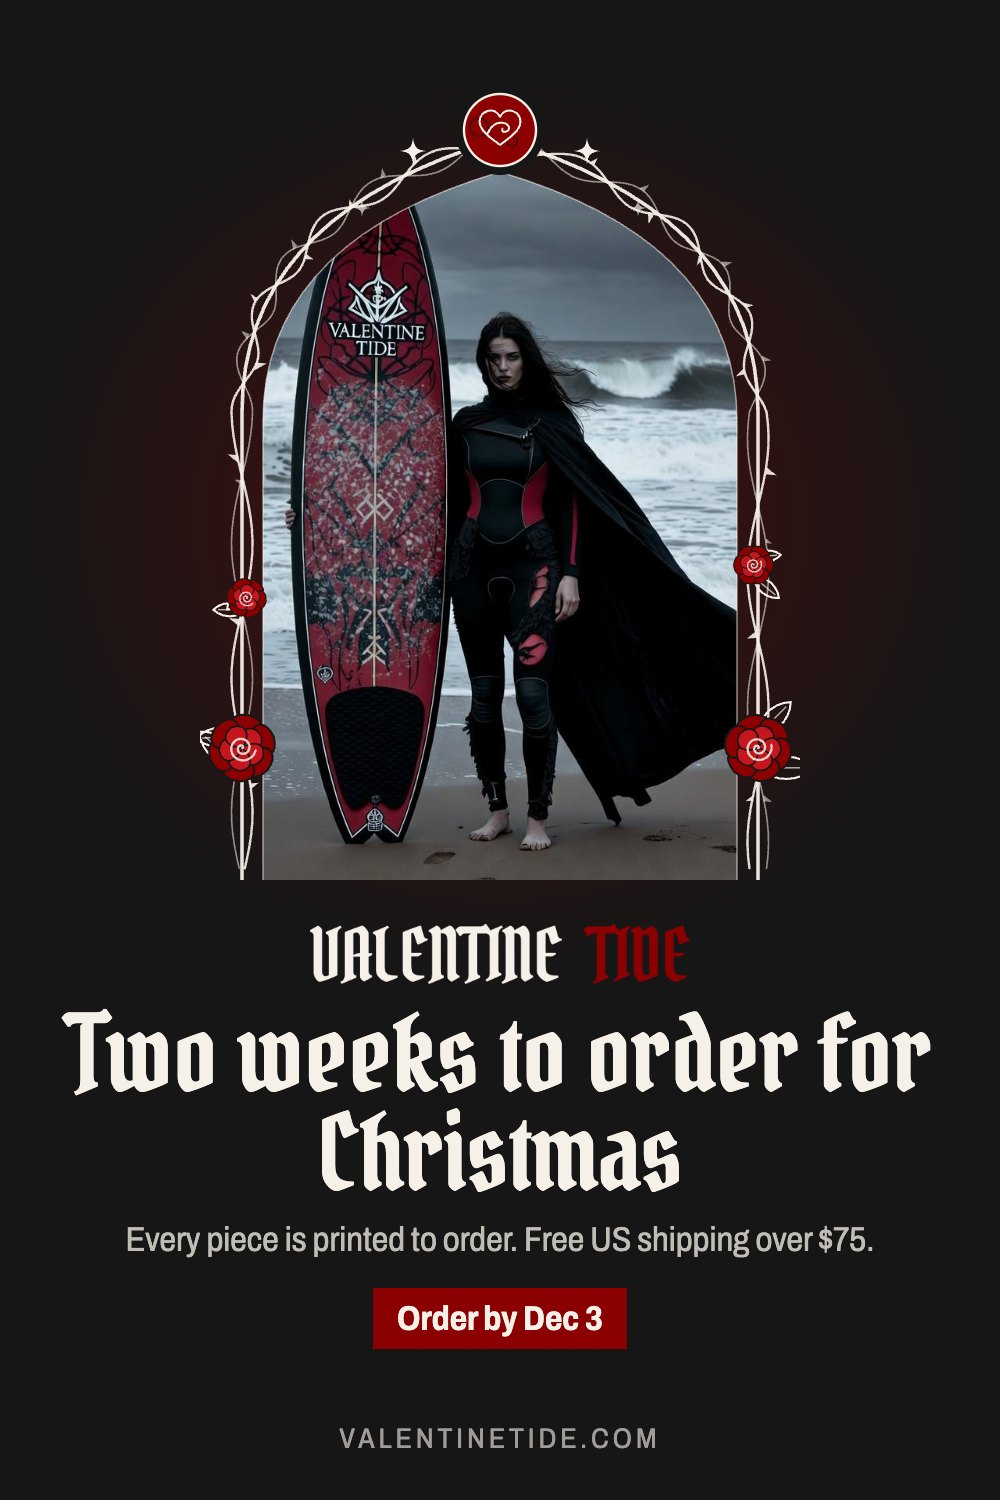 VALENTINE
TIDE
VALENTINE TIDE
Two weeks to order for
Christmas
Every piece is printed to order. Free US shipping over $75.
Order by Dec 3
VALENTINETIDE.COM